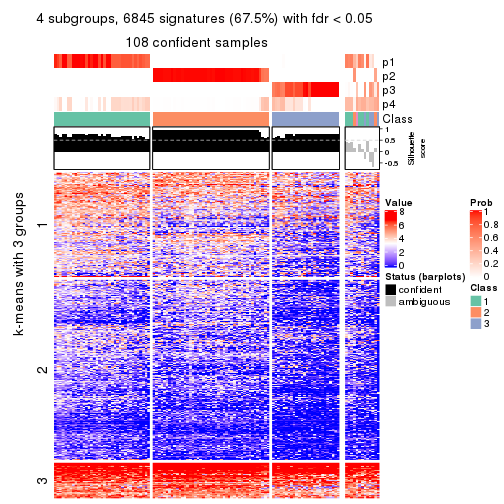 4 subgroups, 6845 signatures (67.5%) with fdr < 0.05
108 confident samples
p1
p2
p3
p4
Class
1
0.5
0
-0.5
Silhouette
score
k-means with 3 groups
1
2
3
Value
8
6
4
2
0
Status (barplots)
confident
ambiguous
Prob
1
0.8
0.6
0.4
0.2
0
Class
1
2
3